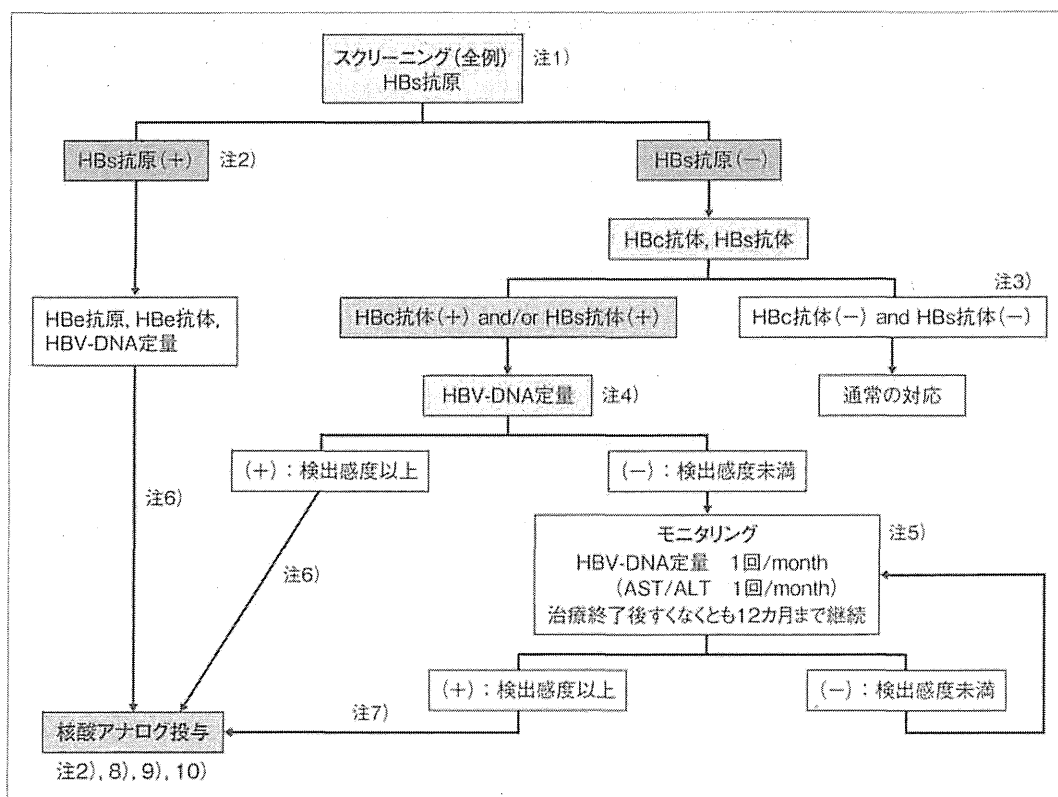 スクリーニング(全例)
HBs抗原
注1)
HBs抗原(+)
注2)
HBs抗原(−)
HBc抗体, HBs抗体
HBe抗原, HBe抗体,
HBV-DNA定量
HBc抗体(+) and/or HBs抗体(+)
注3)
HBc抗体(−) and HBs抗体(−)
HBV-DNA定量
注4)
通常の対応
(+):検出感度以上
(−):検出感度未満
注6)
注6)
モニタリング
HBV-DNA定量 1回/month
(AST/ALT 1回/month)
治療終了後すくなくとも12カ月まで継続
注5)
(+):検出感度以上
(−):検出感度未満
注7)
核酸アナログ投与
注2), 8), 9), 10)